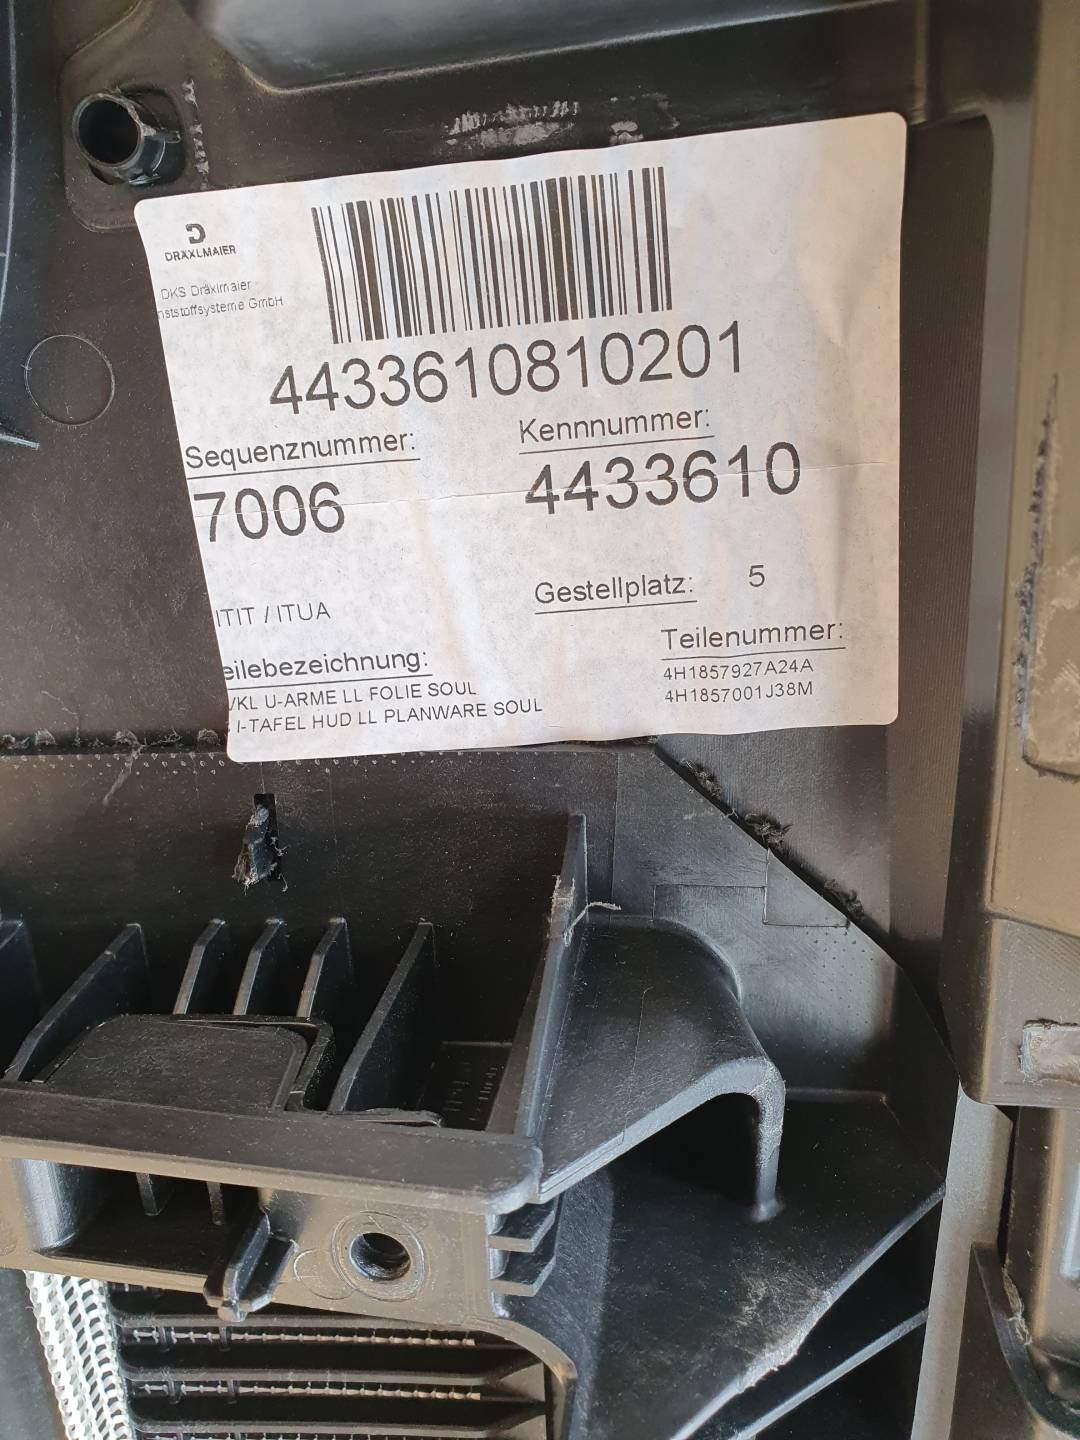 DRÄXLMAIER
DKS Dräxlmaier
nststoffsysteme GmbH
4433610810201
Sequenznummer:
7006
Kennnummer:
4433610
Gestellplatz: 5
ITIT / ITUA
Teilenummer:
4H1857927A24A
4H1857001J38M
eilebezeichnung:
VKL U-ARME LL FOLIE SOUL
I-TAFEL HUD LL PLANWARE SOUL